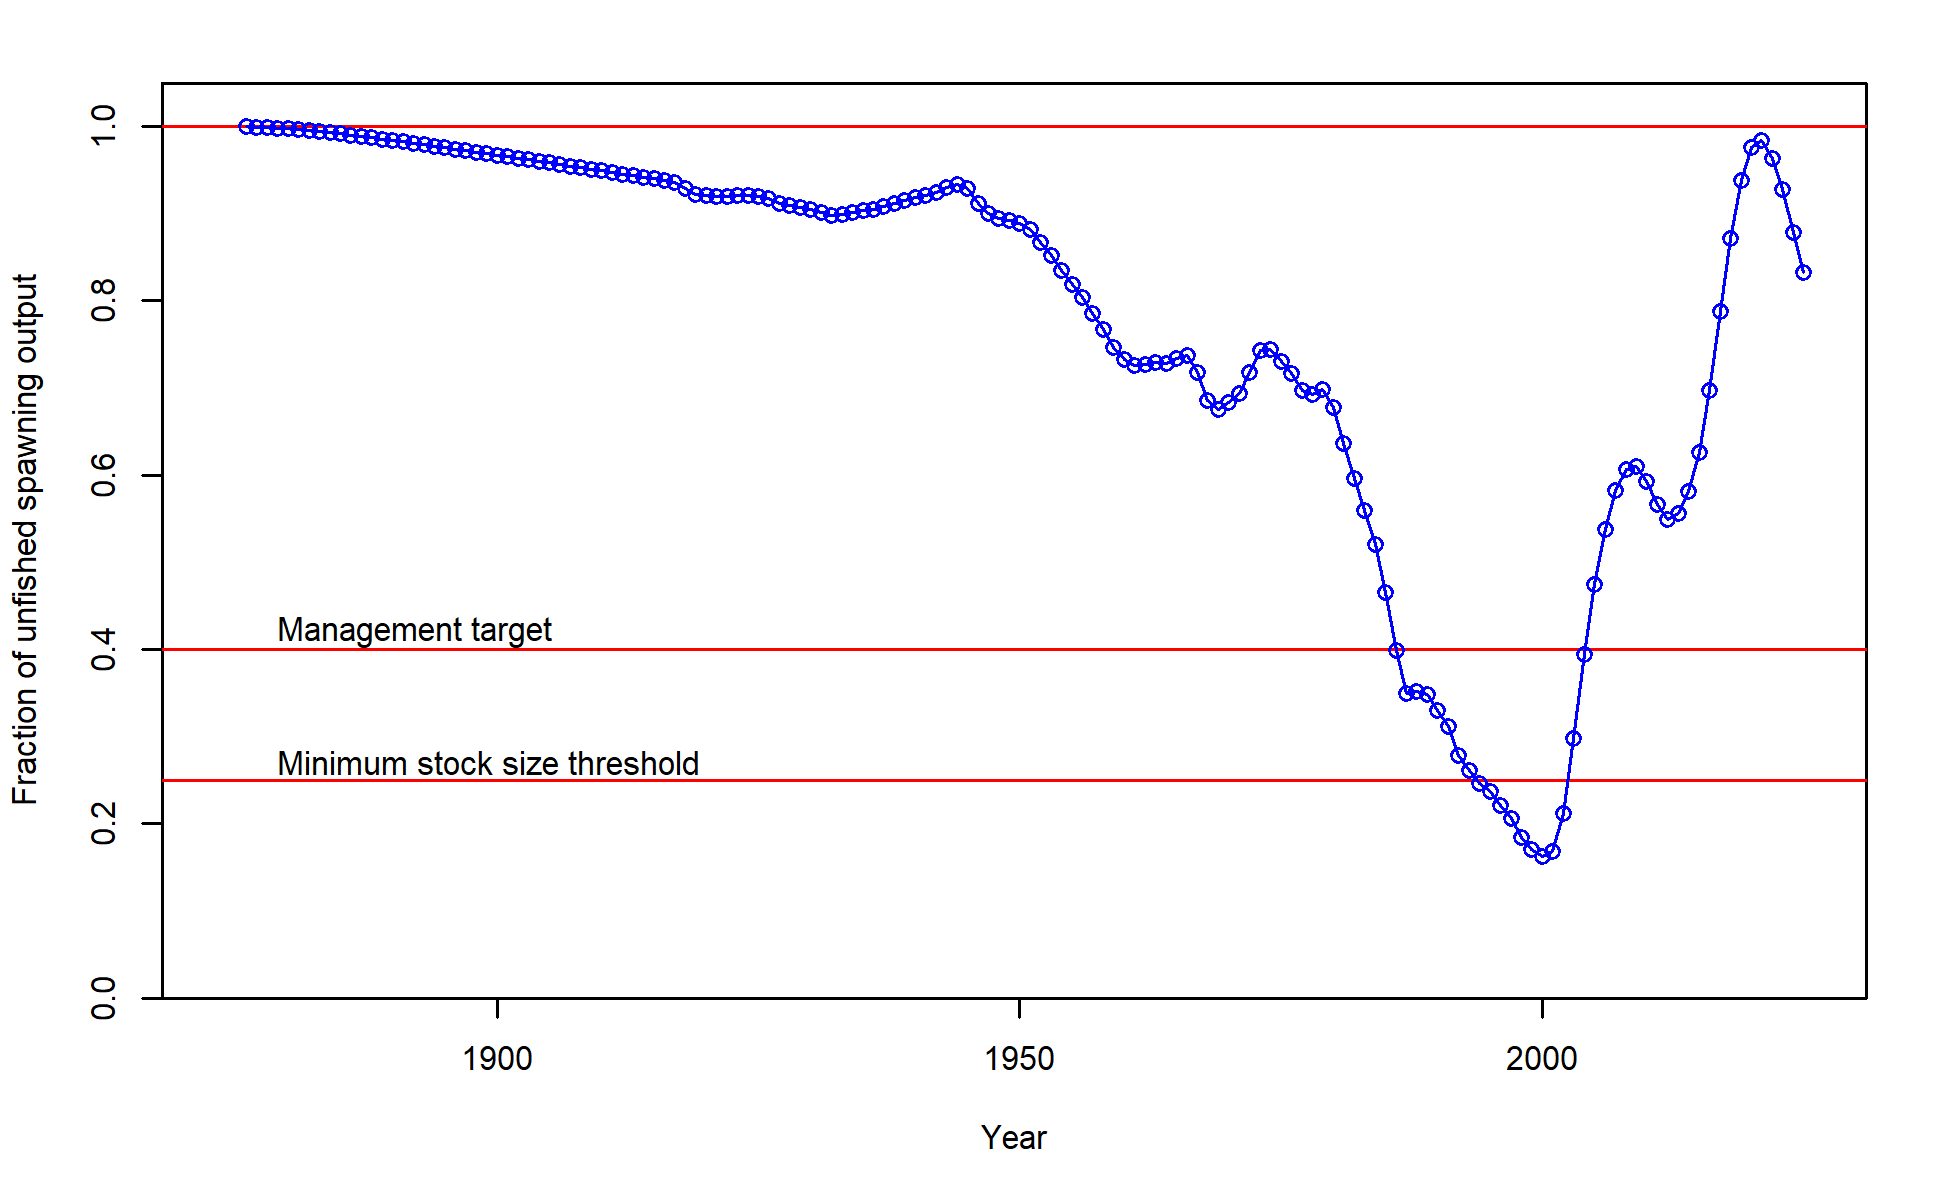 Fraction of unfished spawning output
1.0
0.8
0.6
0.4
0.2
0.0
Management target
Minimum stock size threshold
1900
1950
2000
Year